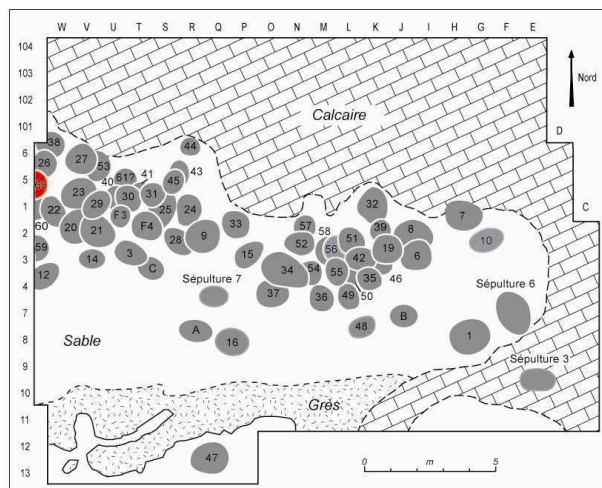 W V U T S R Q P O N M L K J I H G F E
104
103
102
101
6
5
1
2
3
7
8
9
10
11
12
13
D
C
Nord
Calcaire
Sable
Grés
Sépulture 7
Sépulture 6
Sépulture 3
38 44
26 27 53 61? 41 43
40 45
23 30 31 32 7
22 29 F3 25 24 33 57 58 39 8 10
60 20 21 F4 28 9 52 56 51 19
59 14 3 15 42 6
12 C 34 54 55 35 46
37 36 49 50
A 16 48 B 1
47
0 m 5